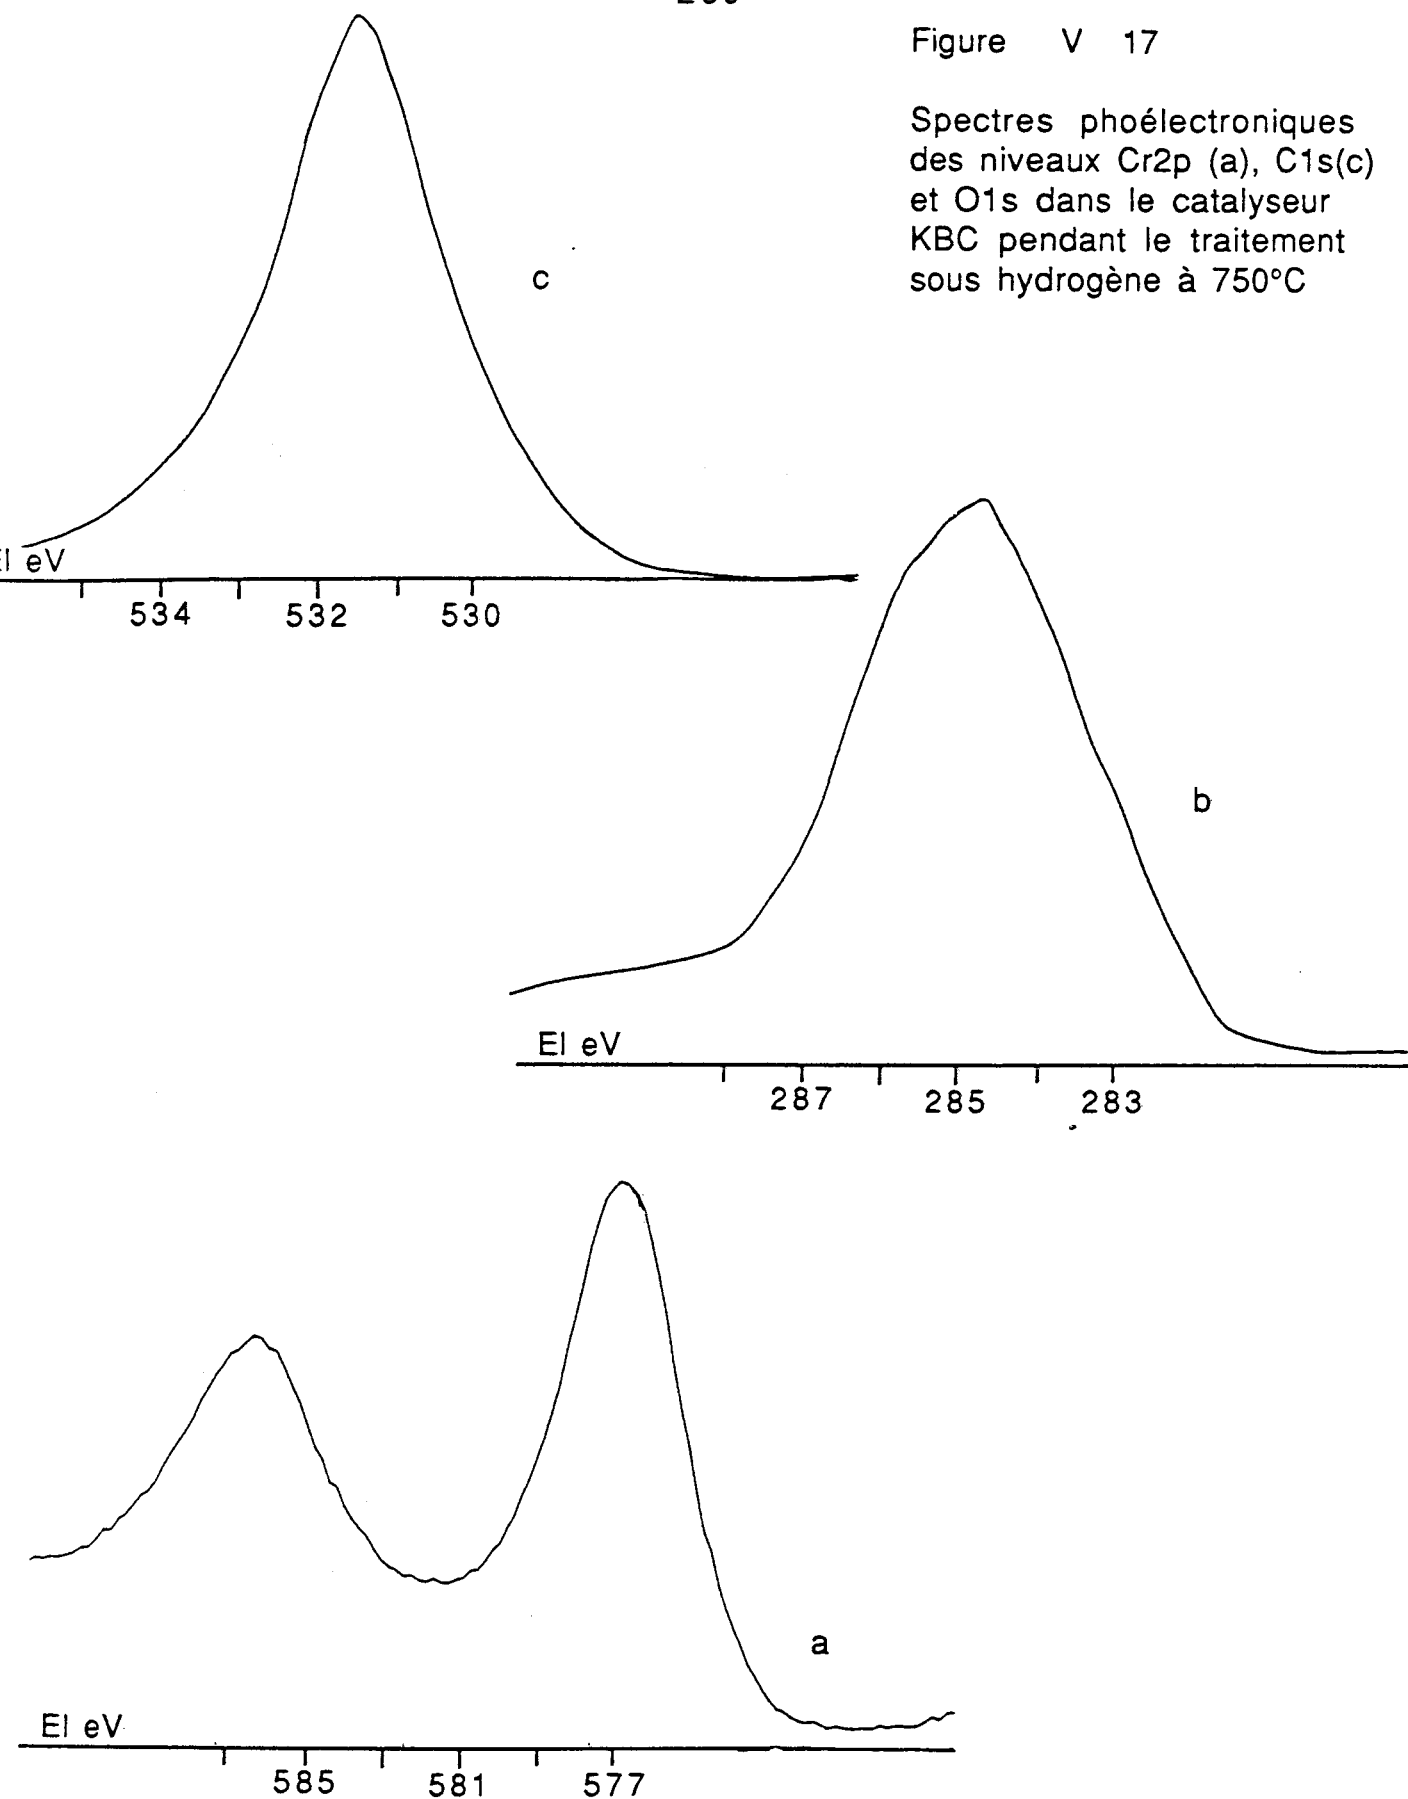 Figure V 17
Spectres phoélectroniques
des niveaux Cr2p (a), C1s(c)
et O1s dans le catalyseur
KBC pendant le traitement
sous hydrogène à 750°C
c
El eV
534 532 530
b
El eV
287 285 283
a
El eV
585 581 577